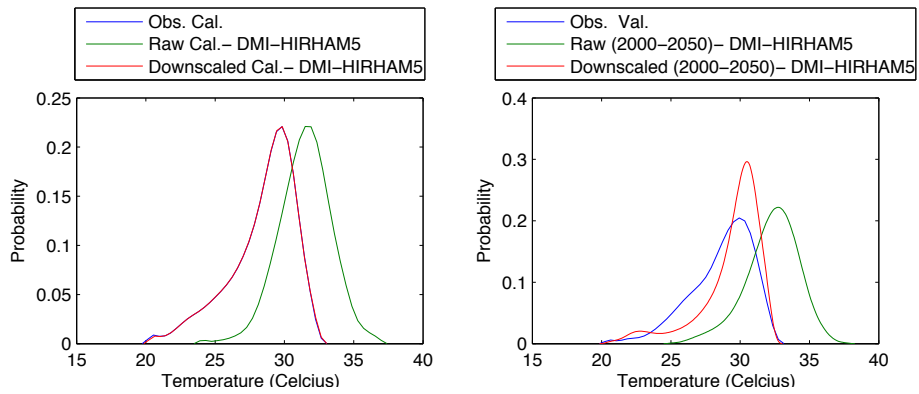 Obs. Cal.
Raw Cal.− DMI−HIRHAM5
Downscaled Cal.− DMI−HIRHAM5
0.25
0.2
0.15
0.1
0.05
0
Probability
15 20 25 30 35 40
Temperature (Celcius)
Obs. Val.
Raw (2000−2050)− DMI−HIRHAM5
Downscaled (2000−2050)− DMI−HIRHAM5
0.4
0.3
0.2
0.1
0
Probability
15 20 25 30 35 40
Temperature (Celcius)